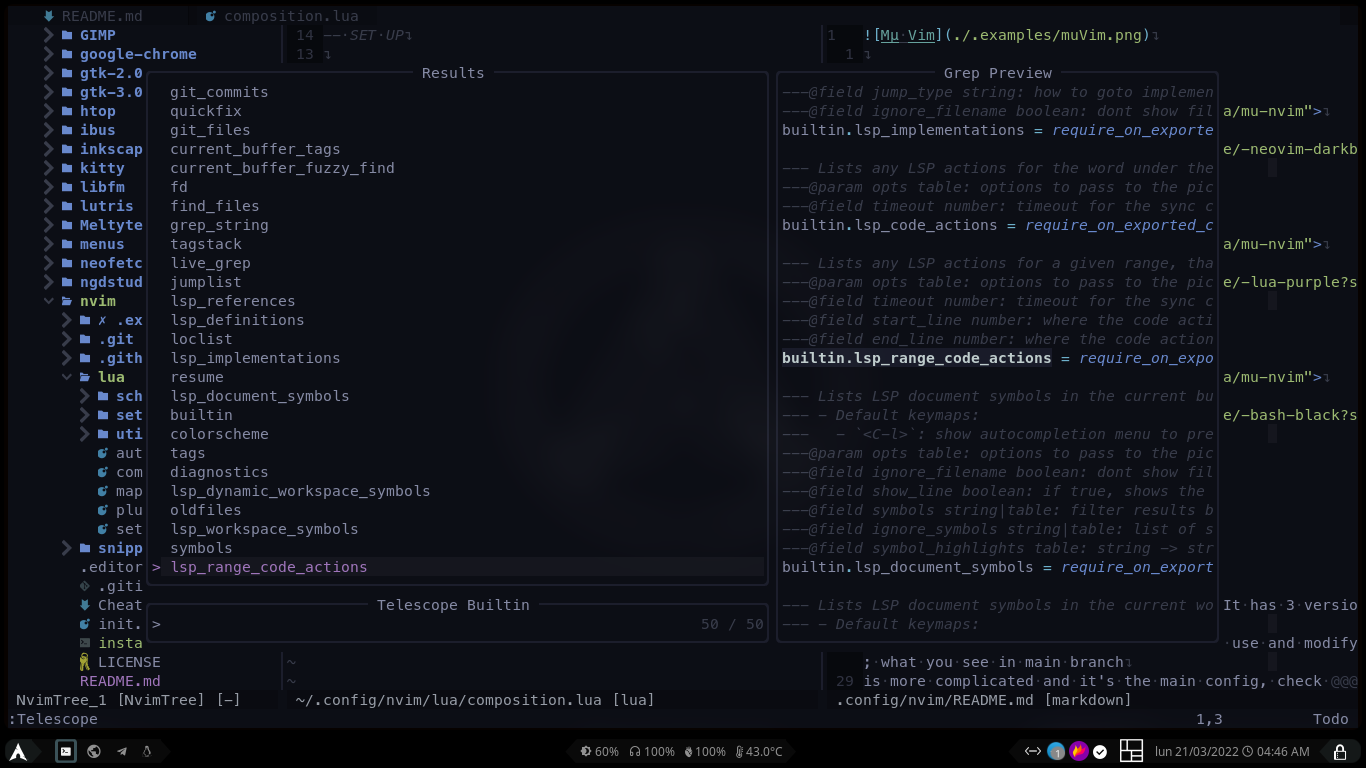 README.md composition.lua
GIMP
google-chrome
gtk-2.0
gtk-3.0
htop
ibus
inkscap
kitty
libfm
lutris
Meltyte
menus
neofetc
ngdstud
nvim
✗ .ex
.git
.gith
lua
sch
set
uti
aut
com
map
plu
set
snipp
.editor
.giti
Cheat
init.
insta
LICENSE
README.md
14 --·SET·UP↴
13 ↴
1 ![Mµ·Vim](./.examples/muVim.png)↴
1 ↴
Results
git_commits
quickfix
git_files
current_buffer_tags
current_buffer_fuzzy_find
fd
find_files
grep_string
tagstack
live_grep
jumplist
lsp_references
lsp_definitions
loclist
lsp_implementations
resume
lsp_document_symbols
builtin
colorscheme
tags
diagnostics
lsp_dynamic_workspace_symbols
oldfiles
lsp_workspace_symbols
symbols
> lsp_range_code_actions
Telescope Builtin
> 50 / 50
Grep Preview
---@field jump_type string: how to goto implemen
---@field ignore_filename boolean: dont show fil
builtin.lsp_implementations = require_on_exporte
--- Lists any LSP actions for the word under the
---@param opts table: options to pass to the pic
---@field timeout number: timeout for the sync c
builtin.lsp_code_actions = require_on_exported_c
--- Lists any LSP actions for a given range, tha
---@param opts table: options to pass to the pic
---@field timeout number: timeout for the sync c
---@field start_line number: where the code acti
---@field end_line number: where the code action
builtin.lsp_range_code_actions = require_on_expo
--- Lists LSP document symbols in the current bu
--- - Default keymaps:
---   - `<C-l>`: show autocompletion menu to pre
---@param opts table: options to pass to the pic
---@field ignore_filename boolean: dont show fil
---@field show_line boolean: if true, shows the
---@field symbols string|table: filter results b
---@field ignore_symbols string|table: list of s
---@field symbol_highlights table: string -> str
builtin.lsp_document_symbols = require_on_export
--- Lists LSP document symbols in the current wo
--- - Default keymaps:
a/mu-nvim">↴
e/-neovim-darkb
a/mu-nvim">↴
e/-lua-purple?s
a/mu-nvim">↴
e/-bash-black?s
It·has·3·versio
·use·and·modify
~
~
;·what·you·see·in·main·branch↴
29 is·more·complicated·and·it's·the·main·config,·check·@@@
NvimTree_1 [NvimTree] [-] ~/.config/nvim/lua/composition.lua [lua] .config/nvim/README.md [markdown]
:Telescope 1,3 Todo
60% 100% 100% 43.0°C 1 lun 21/03/2022 04:46 AM